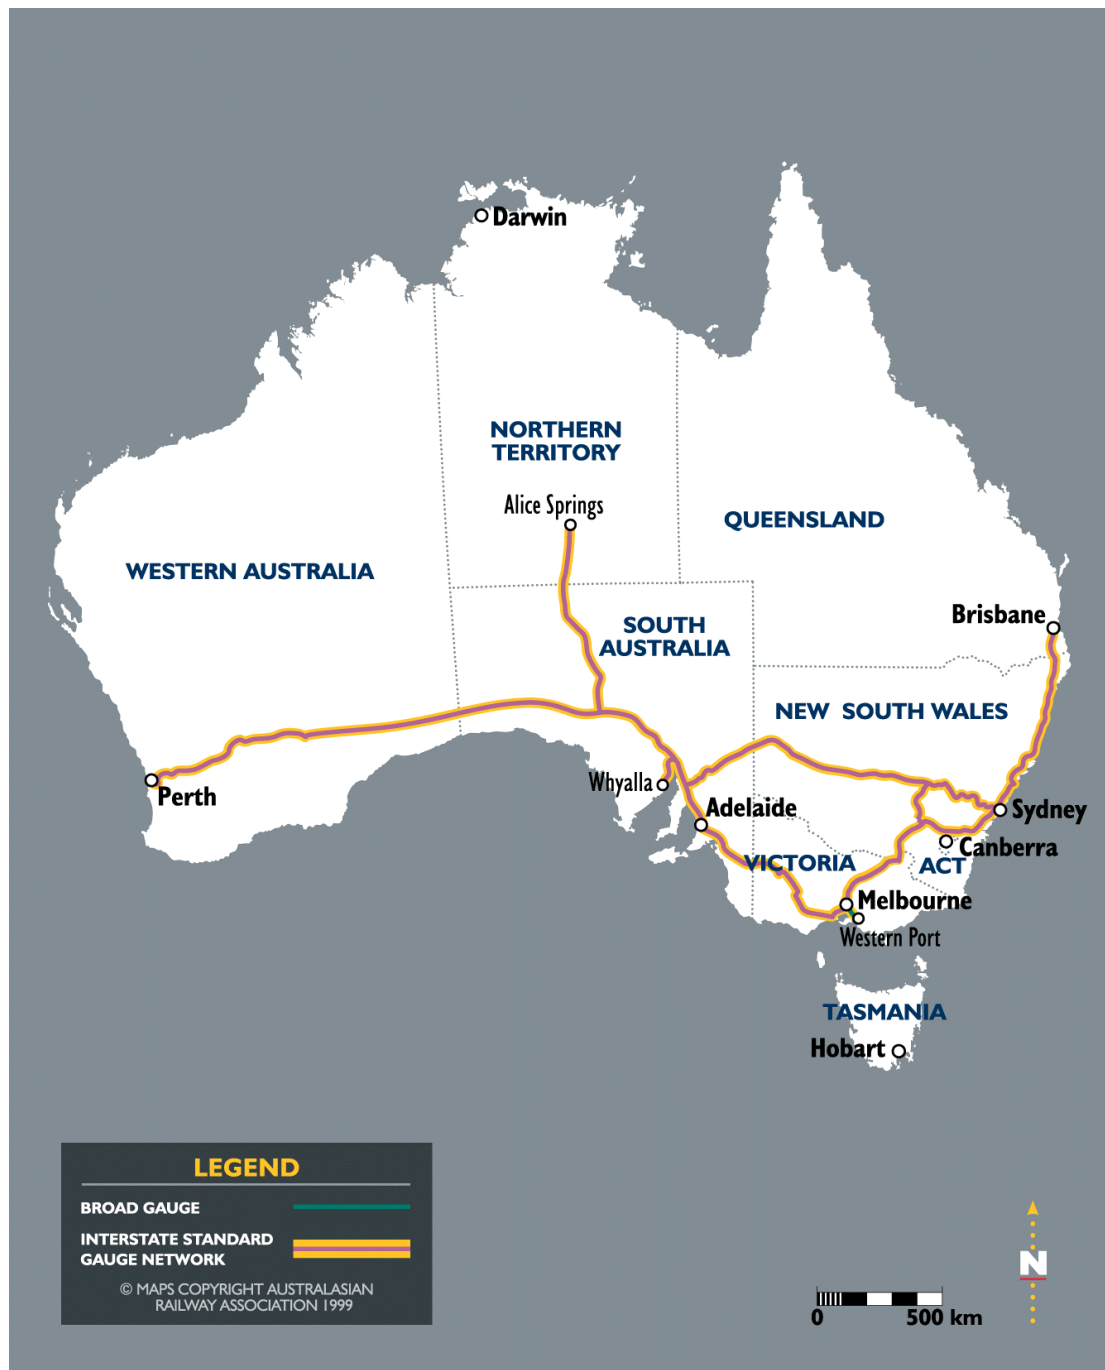 Darwin
NORTHERN
TERRITORY
Alice Springs
QUEENSLAND
WESTERN AUSTRALIA
Brisbane
SOUTH
AUSTRALIA
NEW SOUTH WALES
Whyalla
Perth
Adelaide
Sydney
Canberra
VICTORIA
ACT
Melbourne
Western Port
TASMANIA
Hobart
LEGEND
BROAD GAUGE
INTERSTATE STANDARD
GAUGE NETWORK
© MAPS COPYRIGHT AUSTRALASIAN
RAILWAY ASSOCIATION 1999
N
0 500 km